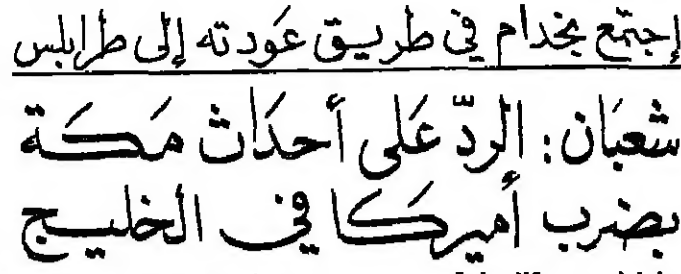 إجتمع بخدام في طريق عودته إلى طرابلس
شعبان: الردّ على أحداث مكة
بضرب أميركا في الخليج